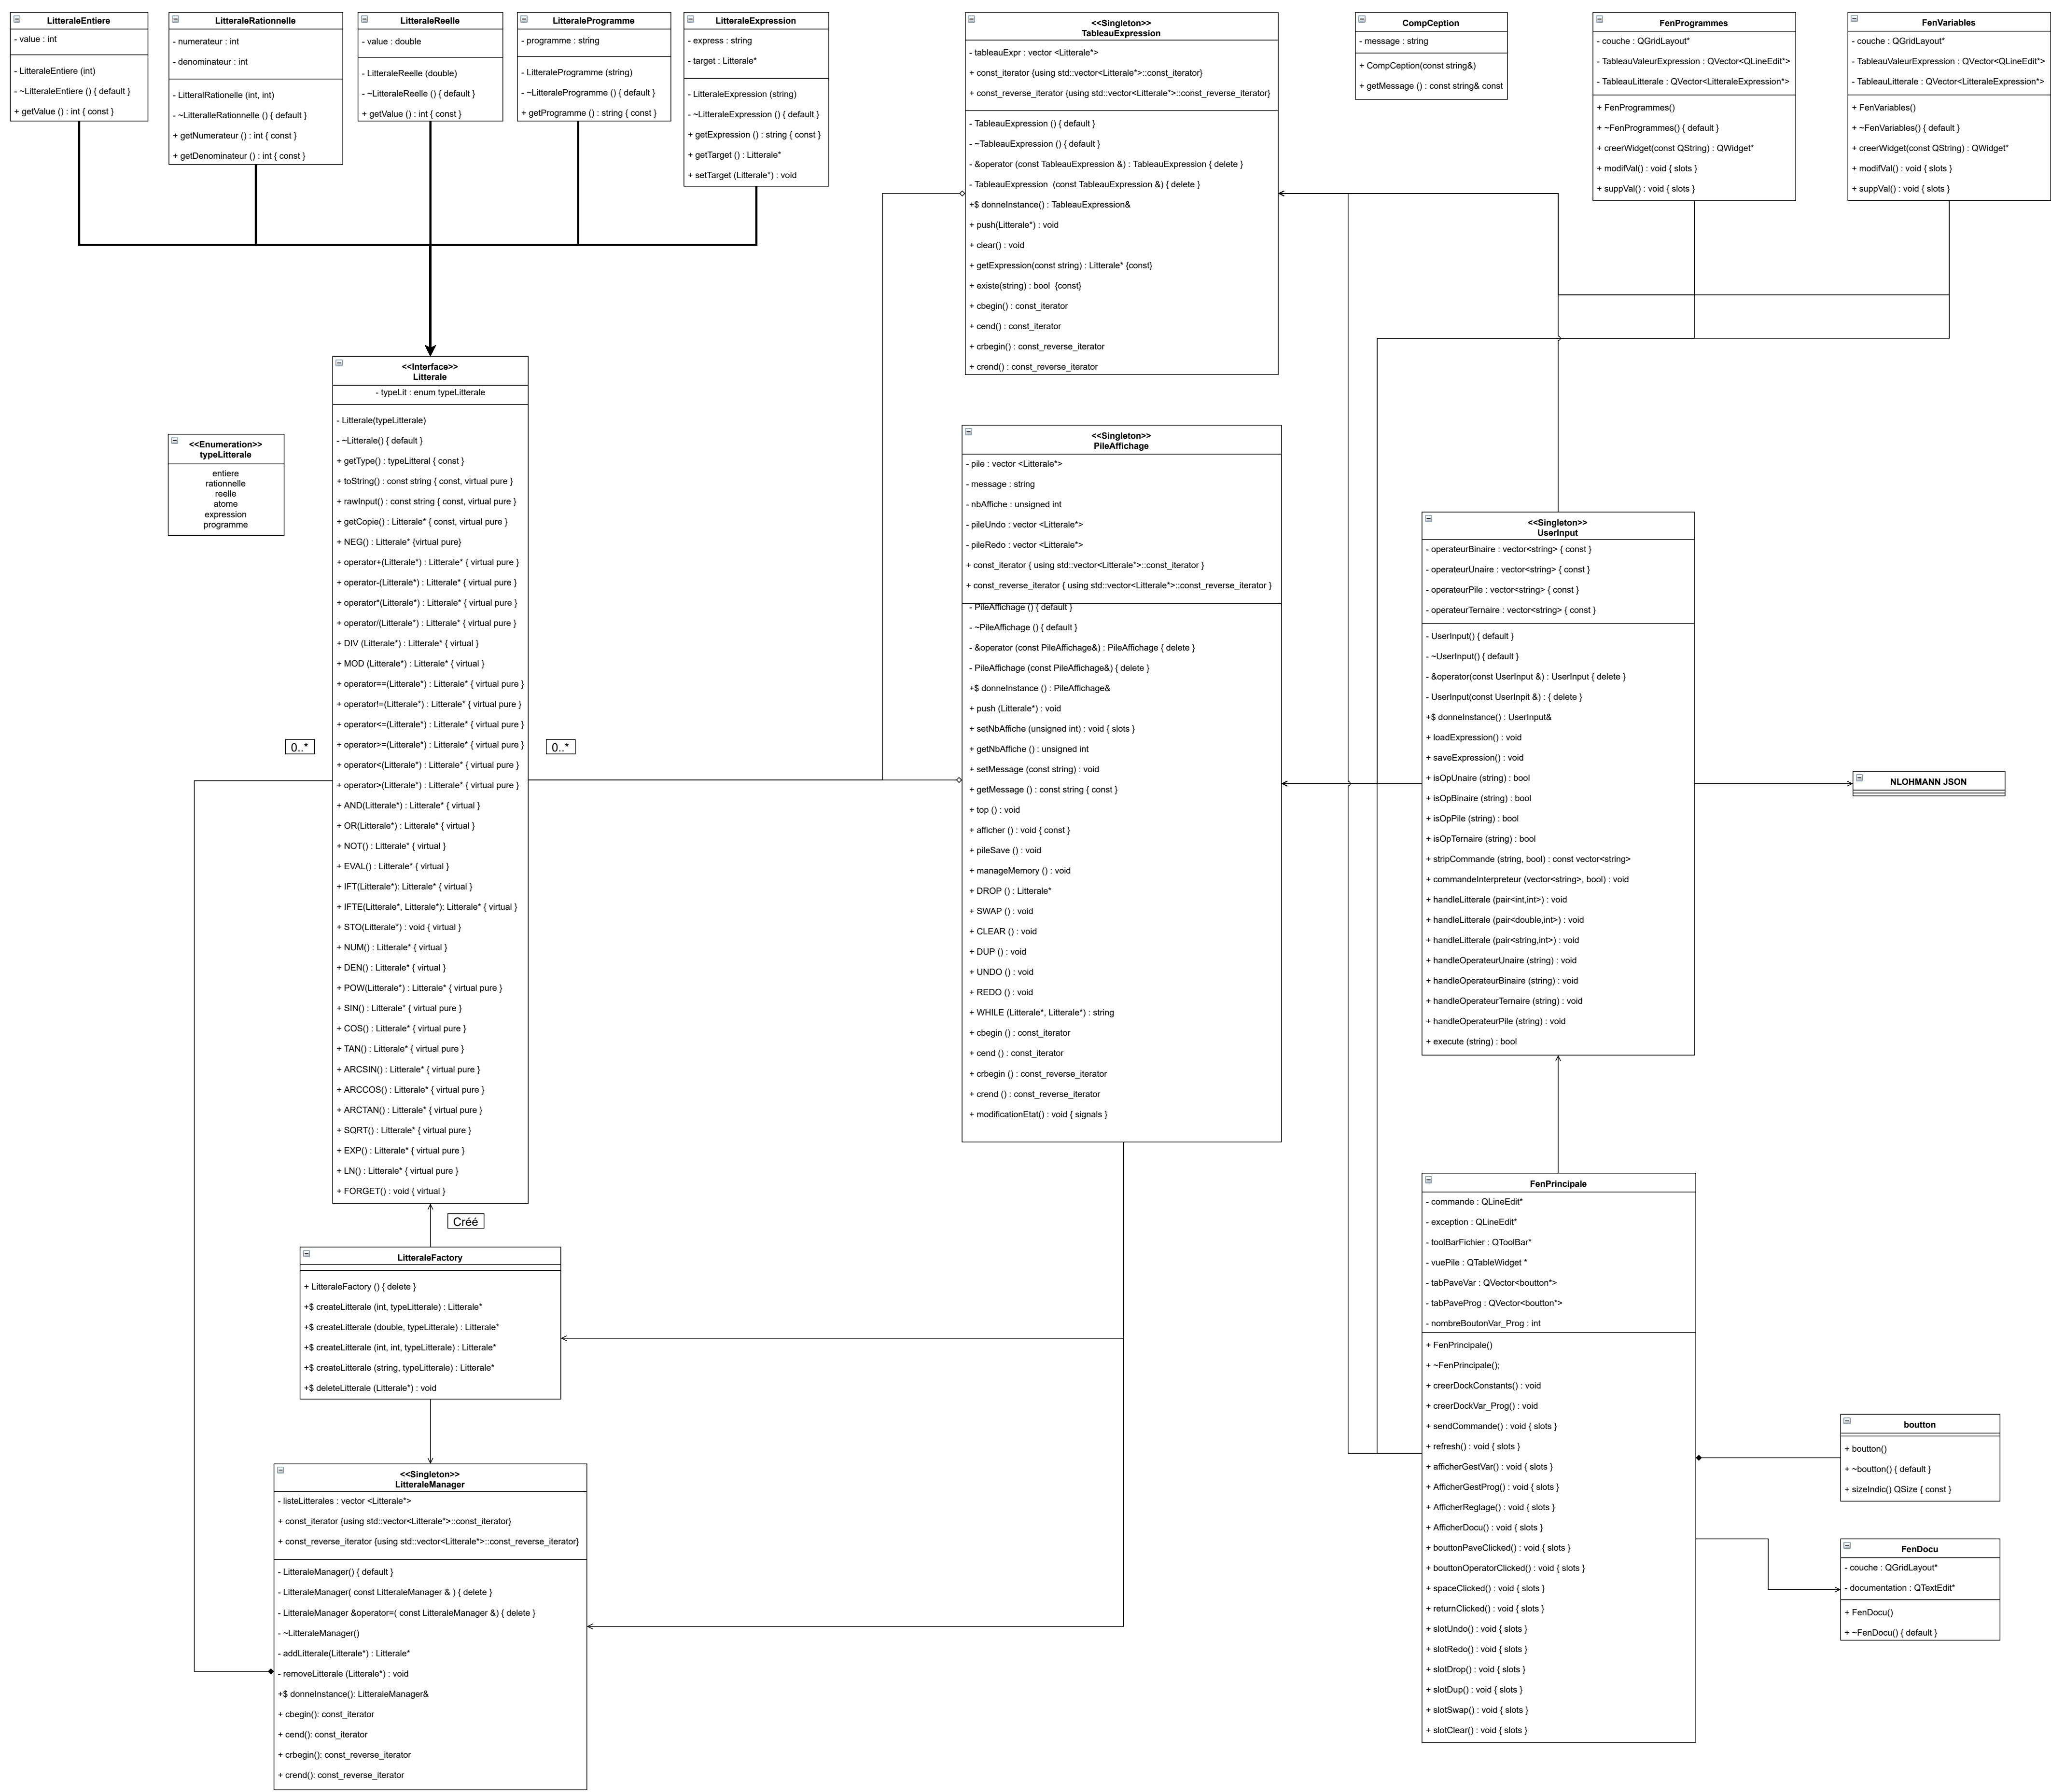 LitteraleEntiere
- value : int
- LitteraleEntiere (int)
- ~LitteraleEntiere () { default }
+ getValue () : int { const }
LitteraleRationnelle
- numerateur : int
- denominateur : int
- LitteralRationelle (int, int)
- ~LitteralleRationnelle () { default }
+ getNumerateur () : int { const }
+ getDenominateur () : int { const }
LitteraleReelle
- value : double
- LitteraleReelle (double)
- ~LitteraleReelle () { default }
+ getValue () : int { const }
LitteraleProgramme
- programme : string
- LitteraleProgramme (string)
- ~LitteraleProgramme () { default }
+ getProgramme () : string { const }
LitteraleExpression
- express : string
- target : Litterale*
- LitteraleExpression (string)
- ~LitteraleExpression () { default }
+ getExpression () : string { const }
+ getTarget () : Litterale*
+ setTarget (Litterale*) : void
<<Singleton>>
TableauExpression
- tableauExpr : vector <Litterale*>
+ const_iterator {using std::vector<Litterale*>::const_iterator}
+ const_reverse_iterator {using std::vector<Litterale*>::const_reverse_iterator}
- TableauExpression () { default }
- ~TableauExpression () { default }
- &operator (const TableauExpression &) : TableauExpression { delete }
- TableauExpression  (const TableauExpression &) { delete }
+$ donneInstance() : TableauExpression&
+ push(Litterale*) : void
+ clear() : void
+ getExpression(const string) : Litterale* {const}
+ existe(string) : bool  {const}
+ cbegin() : const_iterator
+ cend() : const_iterator
+ crbegin() : const_reverse_iterator
+ crend() : const_reverse_iterator
CompCeption
- message : string
+ CompCeption(const string&)
+ getMessage () : const string& const
FenProgrammes
- couche : QGridLayout*
- TableauValeurExpression : QVector<QLineEdit*>
- TableauLitterale : QVector<LitteraleExpression*>
+ FenProgrammes()
+ ~FenProgrammes() { default }
+ creerWidget(const QString) : QWidget*
+ modifVal() : void { slots }
+ suppVal() : void { slots }
FenVariables
- couche : QGridLayout*
- TableauValeurExpression : QVector<QLineEdit*>
- TableauLitterale : QVector<LitteraleExpression*>
+ FenVariables()
+ ~FenVariables() { default }
+ creerWidget(const QString) : QWidget*
+ modifVal() : void { slots }
+ suppVal() : void { slots }
<<Enumeration>>
typeLitterale
entiere
rationnelle
reelle
atome
expression
programme
<<Interface>>
Litterale
- typeLit : enum typeLitterale
- Litterale(typeLitterale)
- ~Litterale() { default }
+ getType() : typeLitteral { const }
+ toString() : const string { const, virtual pure }
+ rawInput() : const string { const, virtual pure }
+ getCopie() : Litterale* { const, virtual pure }
+ NEG() : Litterale* {virtual pure}
+ operator+(Litterale*) : Litterale* { virtual pure }
+ operator-(Litterale*) : Litterale* { virtual pure }
+ operator*(Litterale*) : Litterale* { virtual pure }
+ operator/(Litterale*) : Litterale* { virtual pure }
+ DIV (Litterale*) : Litterale* { virtual }
+ MOD (Litterale*) : Litterale* { virtual }
+ operator==(Litterale*) : Litterale* { virtual pure }
+ operator!=(Litterale*) : Litterale* { virtual pure }
+ operator<=(Litterale*) : Litterale* { virtual pure }
+ operator>=(Litterale*) : Litterale* { virtual pure }
+ operator<(Litterale*) : Litterale* { virtual pure }
+ operator>(Litterale*) : Litterale* { virtual pure }
+ AND(Litterale*) : Litterale* { virtual }
+ OR(Litterale*) : Litterale* { virtual }
+ NOT() : Litterale* { virtual }
+ EVAL() : Litterale* { virtual }
+ IFT(Litterale*): Litterale* { virtual }
+ IFTE(Litterale*, Litterale*): Litterale* { virtual }
+ STO(Litterale*) : void { virtual }
+ NUM() : Litterale* { virtual }
+ DEN() : Litterale* { virtual }
+ POW(Litterale*) : Litterale* { virtual pure }
+ SIN() : Litterale* { virtual pure }
+ COS() : Litterale* { virtual pure }
+ TAN() : Litterale* { virtual pure }
+ ARCSIN() : Litterale* { virtual pure }
+ ARCCOS() : Litterale* { virtual pure }
+ ARCTAN() : Litterale* { virtual pure }
+ SQRT() : Litterale* { virtual pure }
+ EXP() : Litterale* { virtual pure }
+ LN() : Litterale* { virtual pure }
+ FORGET() : void { virtual }
0..*
0..*
Créé
<<Singleton>>
PileAffichage
- pile : vector <Litterale*>
- message : string
- nbAffiche : unsigned int
- pileUndo : vector <Litterale*>
- pileRedo : vector <Litterale*>
+ const_iterator { using std::vector<Litterale*>::const_iterator }
+ const_reverse_iterator { using std::vector<Litterale*>::const_reverse_iterator }
- PileAffichage () { default }
- ~PileAffichage () { default }
- &operator (const PileAffichage&) : PileAffichage { delete }
- PileAffichage (const PileAffichage&) { delete }
+$ donneInstance () : PileAffichage&
+ push (Litterale*) : void
+ setNbAffiche (unsigned int) : void { slots }
+ getNbAffiche () : unsigned int
+ setMessage (const string) : void
+ getMessage () : const string { const }
+ top () : void
+ afficher () : void { const }
+ pileSave () : void
+ manageMemory () : void
+ DROP () : Litterale*
+ SWAP () : void
+ CLEAR () : void
+ DUP () : void
+ UNDO () : void
+ REDO () : void
+ WHILE (Litterale*, Litterale*) : string
+ cbegin () : const_iterator
+ cend () : const_iterator
+ crbegin () : const_reverse_iterator
+ crend () : const_reverse_iterator
+ modificationEtat() : void { signals }
<<Singleton>>
UserInput
- operateurBinaire : vector<string> { const }
- operateurUnaire : vector<string> { const }
- operateurPile : vector<string> { const }
- operateurTernaire : vector<string> { const }
- UserInput() { default }
- ~UserInput() { default }
- &operator(const UserInput &) : UserInput { delete }
- UserInput(const UserInpit &) : { delete }
+$ donneInstance() : UserInput&
+ loadExpression() : void
+ saveExpression() : void
+ isOpUnaire (string) : bool
+ isOpBinaire (string) : bool
+ isOpPile (string) : bool
+ isOpTernaire (string) : bool
+ stripCommande (string, bool) : const vector<string>
+ commandeInterpreteur (vector<string>, bool) : void
+ handleLitterale (pair<int,int>) : void
+ handleLitterale (pair<double,int>) : void
+ handleLitterale (pair<string,int>) : void
+ handleOperateurUnaire (string) : void
+ handleOperateurBinaire (string) : void
+ handleOperateurTernaire (string) : void
+ handleOperateurPile (string) : void
+ execute (string) : bool
NLOHMANN JSON
LitteraleFactory
+ LitteraleFactory () { delete }
+$ createLitterale (int, typeLitterale) : Litterale*
+$ createLitterale (double, typeLitterale) : Litterale*
+$ createLitterale (int, int, typeLitterale) : Litterale*
+$ createLitterale (string, typeLitterale) : Litterale*
+$ deleteLitterale (Litterale*) : void
<<Singleton>>
LitteraleManager
- listeLitterales : vector <Litterale*>
+ const_iterator {using std::vector<Litterale*>::const_iterator}
+ const_reverse_iterator {using std::vector<Litterale*>::const_reverse_iterator}
- LitteraleManager() { default }
- LitteraleManager( const LitteraleManager & ) { delete }
- LitteraleManager &operator=( const LitteraleManager &) { delete }
- ~LitteraleManager()
- addLitterale(Litterale*) : Litterale*
- removeLitterale (Litterale*) : void
+$ donneInstance(): LitteraleManager&
+ cbegin(): const_iterator
+ cend(): const_iterator
+ crbegin(): const_reverse_iterator
+ crend(): const_reverse_iterator
FenPrincipale
- commande : QLineEdit*
- exception : QLineEdit*
- toolBarFichier : QToolBar*
- vuePile : QTableWidget *
- tabPaveVar : QVector<boutton*>
- tabPaveProg : QVector<boutton*>
- nombreBoutonVar_Prog : int
+ FenPrincipale()
+ ~FenPrincipale();
+ creerDockConstants() : void
+ creerDockVar_Prog() : void
+ sendCommande() : void { slots }
+ refresh() : void { slots }
+ afficherGestVar() : void { slots }
+ AfficherGestProg() : void { slots }
+ AfficherReglage() : void { slots }
+ AfficherDocu() : void { slots }
+ bouttonPaveClicked() : void { slots }
+ bouttonOperatorClicked() : void { slots }
+ spaceClicked() : void { slots }
+ returnClicked() : void { slots }
+ slotUndo() : void { slots }
+ slotRedo() : void { slots }
+ slotDrop() : void { slots }
+ slotDup() : void { slots }
+ slotSwap() : void { slots }
+ slotClear() : void { slots }
boutton
+ boutton()
+ ~boutton() { default }
+ sizeIndic() QSize { const }
FenDocu
- couche : QGridLayout*
- documentation : QTextEdit*
+ FenDocu()
+ ~FenDocu() { default }